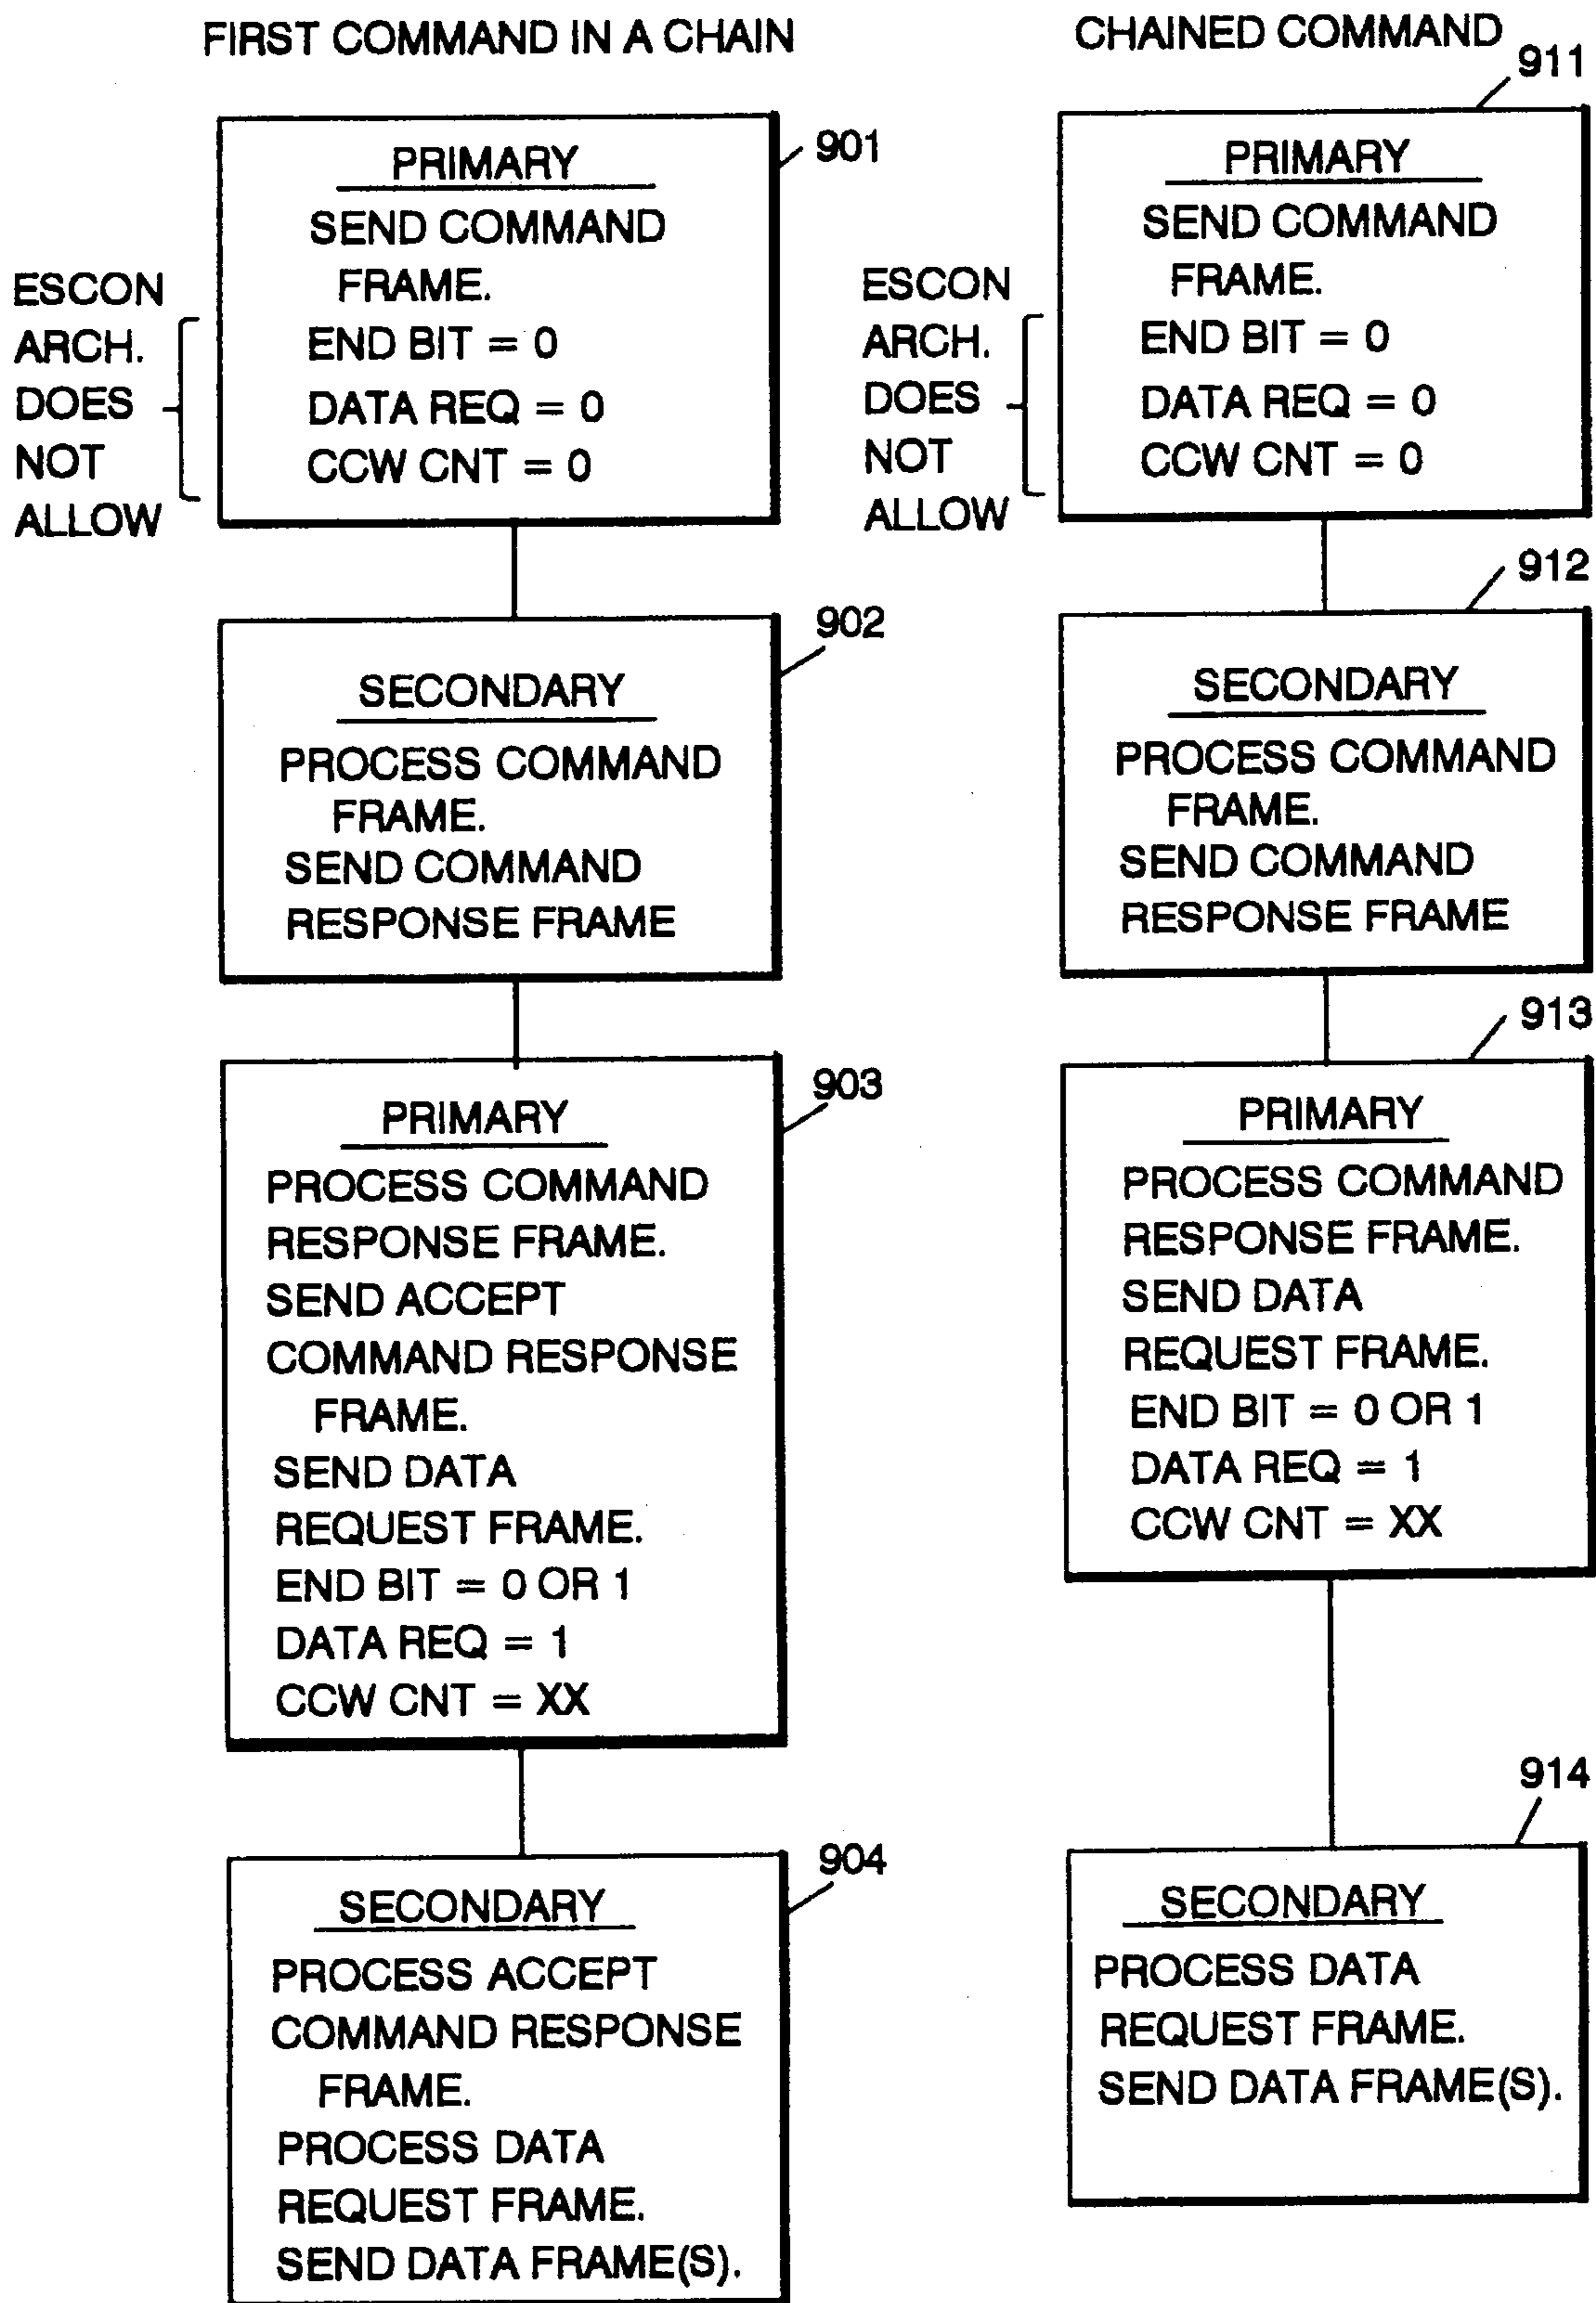 FIRST COMMAND IN A CHAIN
901
PRIMARY
SEND COMMAND
FRAME.
END BIT = 0
DATA REQ = 0
CCW CNT = 0
ESCON
ARCH.
DOES
NOT
ALLOW
902
SECONDARY
PROCESS COMMAND
FRAME.
SEND COMMAND
RESPONSE FRAME
903
PRIMARY
PROCESS COMMAND
RESPONSE FRAME.
SEND ACCEPT
COMMAND RESPONSE
FRAME.
SEND DATA
REQUEST FRAME.
END BIT = 0 OR 1
DATA REQ = 1
CCW CNT = XX
904
SECONDARY
PROCESS ACCEPT
COMMAND RESPONSE
FRAME.
PROCESS DATA
REQUEST FRAME.
SEND DATA FRAME(S).
CHAINED COMMAND
911
PRIMARY
SEND COMMAND
FRAME.
END BIT = 0
DATA REQ = 0
CCW CNT = 0
ESCON
ARCH.
DOES
NOT
ALLOW
912
SECONDARY
PROCESS COMMAND
FRAME.
SEND COMMAND
RESPONSE FRAME
913
PRIMARY
PROCESS COMMAND
RESPONSE FRAME.
SEND DATA
REQUEST FRAME.
END BIT = 0 OR 1
DATA REQ = 1
CCW CNT = XX
914
SECONDARY
PROCESS DATA
REQUEST FRAME.
SEND DATA FRAME(S).